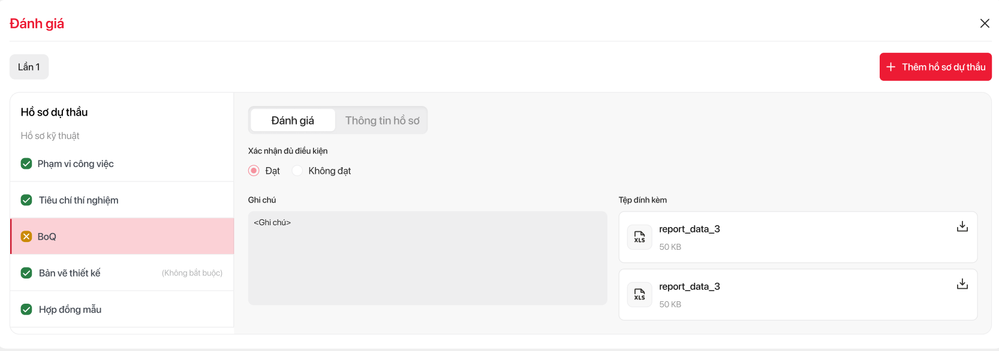 Đánh giá
Lần 1
Thêm hồ sơ dự thầu
Hồ sơ dự thầu
Hồ sơ kỹ thuật
Phạm vi công việc
Tiêu chí thí nghiệm
BoQ
Bản vẽ thiết kế
(Không bắt buộc)
Hợp đồng mẫu
Đánh giá
Thông tin hồ sơ
Xác nhận đủ điều kiện
Đạt
Không đạt
Ghi chú
<Ghi chú>
Tệp đính kèm
XLS
report_data_3
50 KB
XLS
report_data_3
50 KB